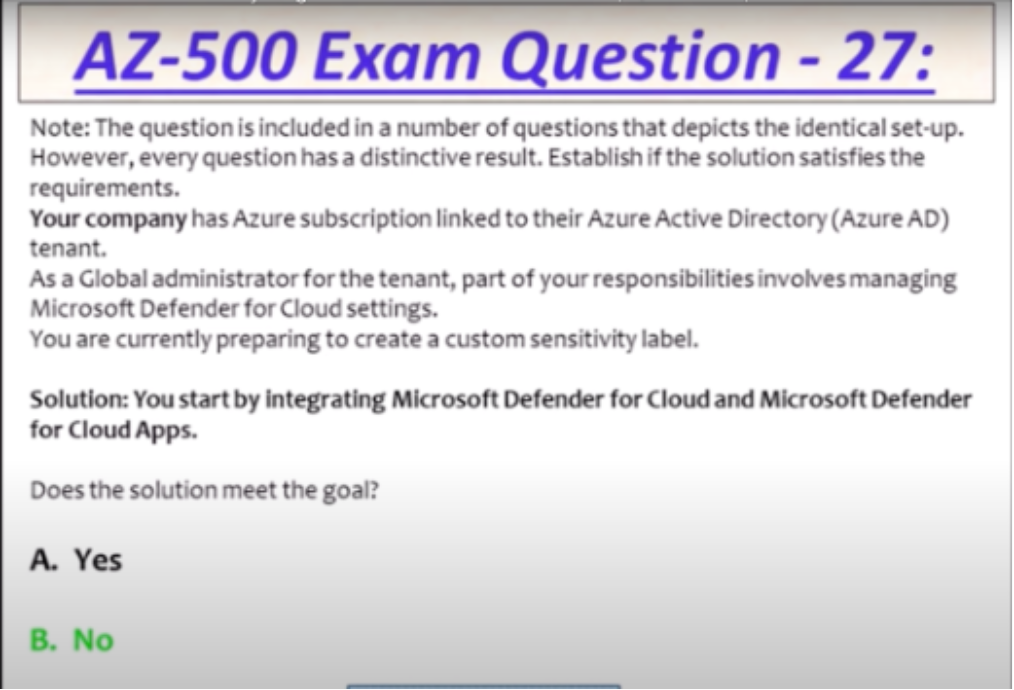 AZ-500 Exam Question - 27:
Note: The question is included in a number of questions that depicts the identical set-up.
However, every question has a distinctive result. Establish if the solution satisfies the
requirements.
Your company has Azure subscription linked to their Azure Active Directory (Azure AD)
tenant.
As a Global administrator for the tenant, part of your responsibilities involves managing
Microsoft Defender for Cloud settings.
You are currently preparing to create a custom sensitivity label.
Solution: You start by integrating Microsoft Defender for Cloud and Microsoft Defender
for Cloud Apps.
Does the solution meet the goal?
A. Yes
B. No